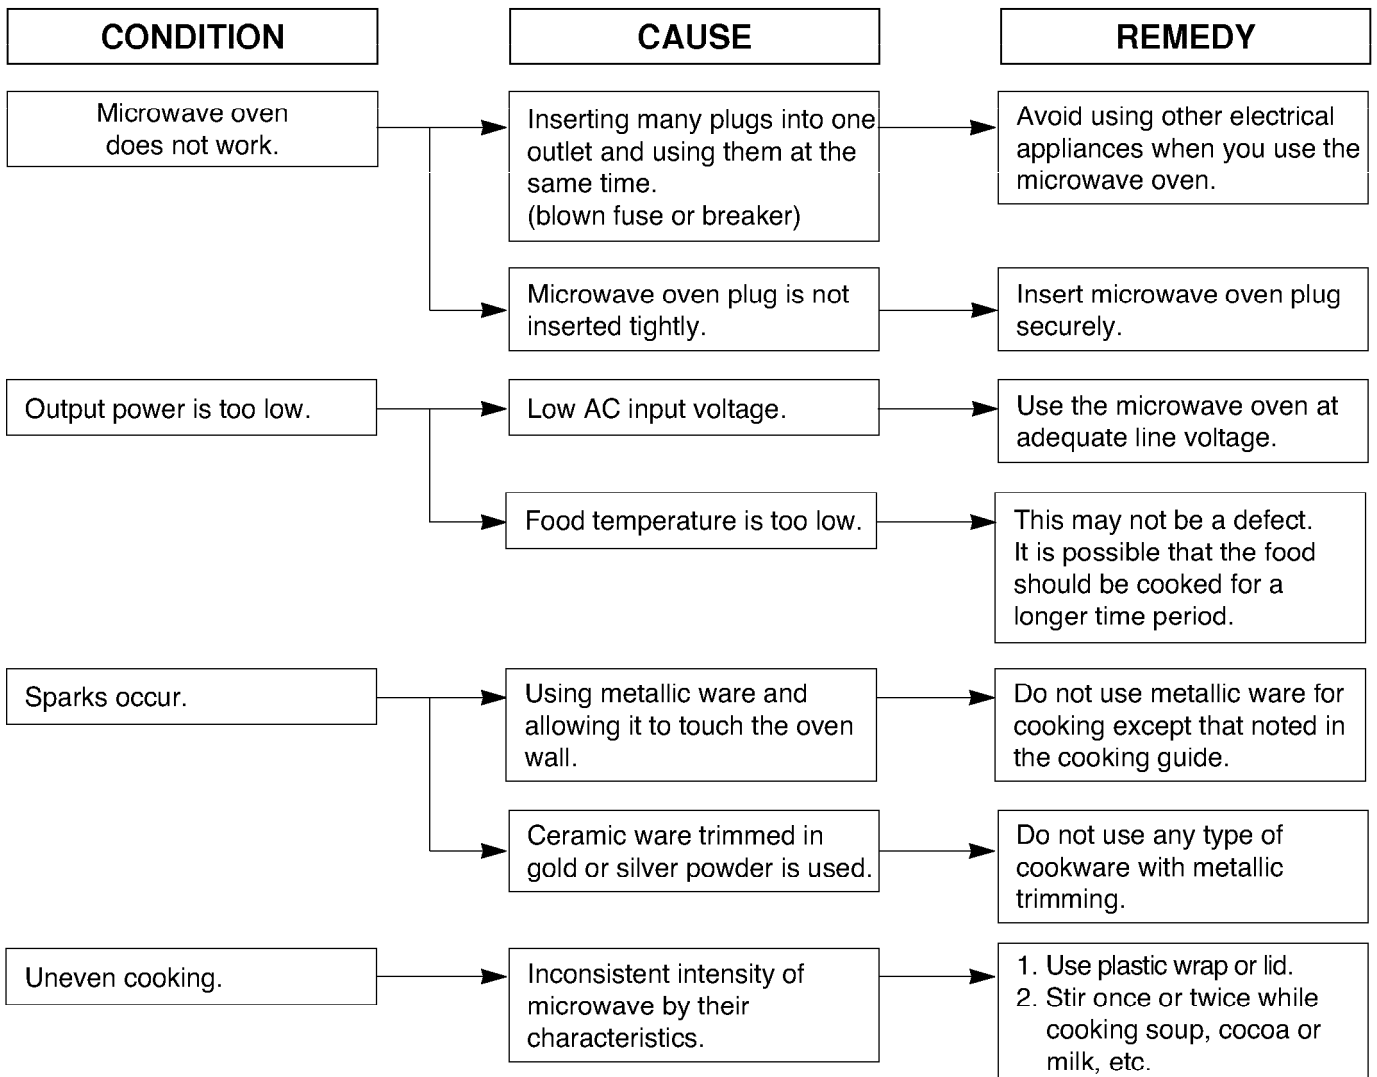 CONDITION
CAUSE
REMEDY
Microwave oven
does not work.
Inserting many plugs into one
outlet and using them at the
same time.
(blown fuse or breaker)
Avoid using other electrical
appliances when you use the
microwave oven.
Microwave oven plug is not
inserted tightly.
Insert microwave oven plug
securely.
Output power is too low.
Low AC input voltage.
Use the microwave oven at
adequate line voltage.
Food temperature is too low.
This may not be a defect.
It is possible that the food
should be cooked for a
longer time period.
Sparks occur.
Using metallic ware and
allowing it to touch the oven
wall.
Do not use metallic ware for
cooking except that noted in
the cooking guide.
Ceramic ware trimmed in
gold or silver powder is used.
Do not use any type of
cookware with metallic
trimming.
Uneven cooking.
Inconsistent intensity of
microwave by their
characteristics.
1. Use plastic wrap or lid.
2. Stir once or twice while
cooking soup, cocoa or
milk, etc.